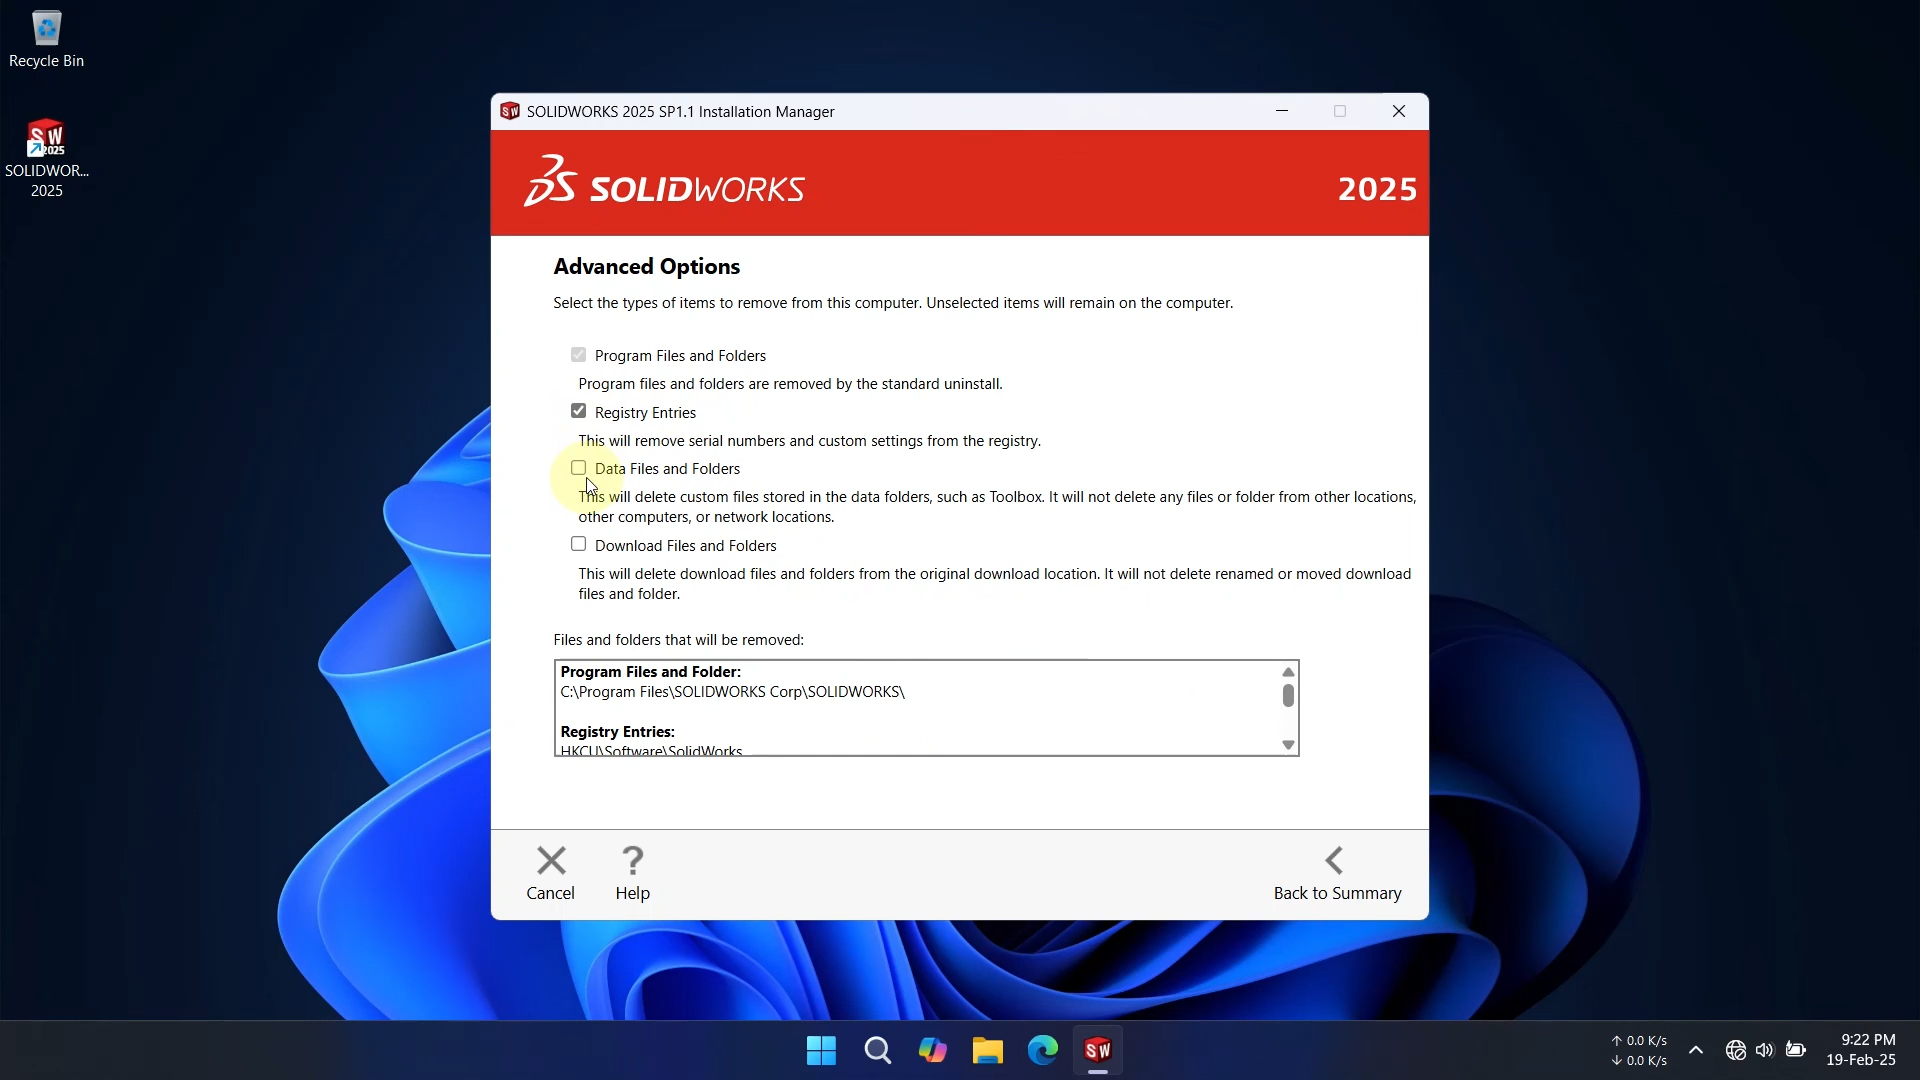 Recycle Bin
SW
2025
SOLIDWOR...
2025
SW
SOLIDWORKS 2025 SP1.1 Installation Manager
SOLIDWORKS
2025
Advanced Options
Select the types of items to remove from this computer. Unselected items will remain on the computer.
Program Files and Folders
Program files and folders are removed by the standard uninstall.
Registry Entries
This will remove serial numbers and custom settings from the registry.
Data Files and Folders
This will delete custom files stored in the data folders, such as Toolbox. It will not delete any files or folder from other locations,
other computers, or network locations.
Download Files and Folders
This will delete download files and folders from the original download location. It will not delete renamed or moved download
files and folder.
Files and folders that will be removed:
Program Files and Folder:
C:\Program Files\SOLIDWORKS Corp\SOLIDWORKS\
Registry Entries:
HKCU\Software\SolidWorks
Cancel
Help
Back to Summary
SW
↑ 0.0 K/s
↓ 0.0 K/s
9:22 PM
19-Feb-25